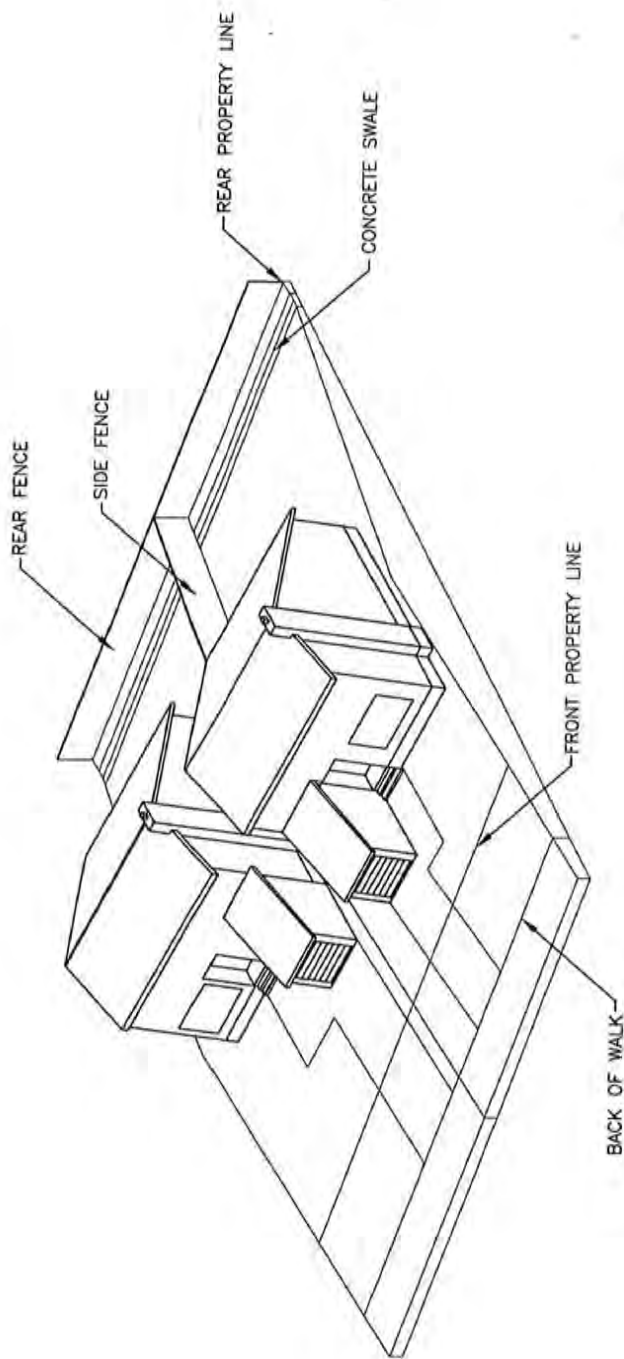 REAR FENCE
SIDE FENCE
REAR PROPERTY LINE
CONCRETE SWALE
FRONT PROPERTY LINE
BACK OF WALK